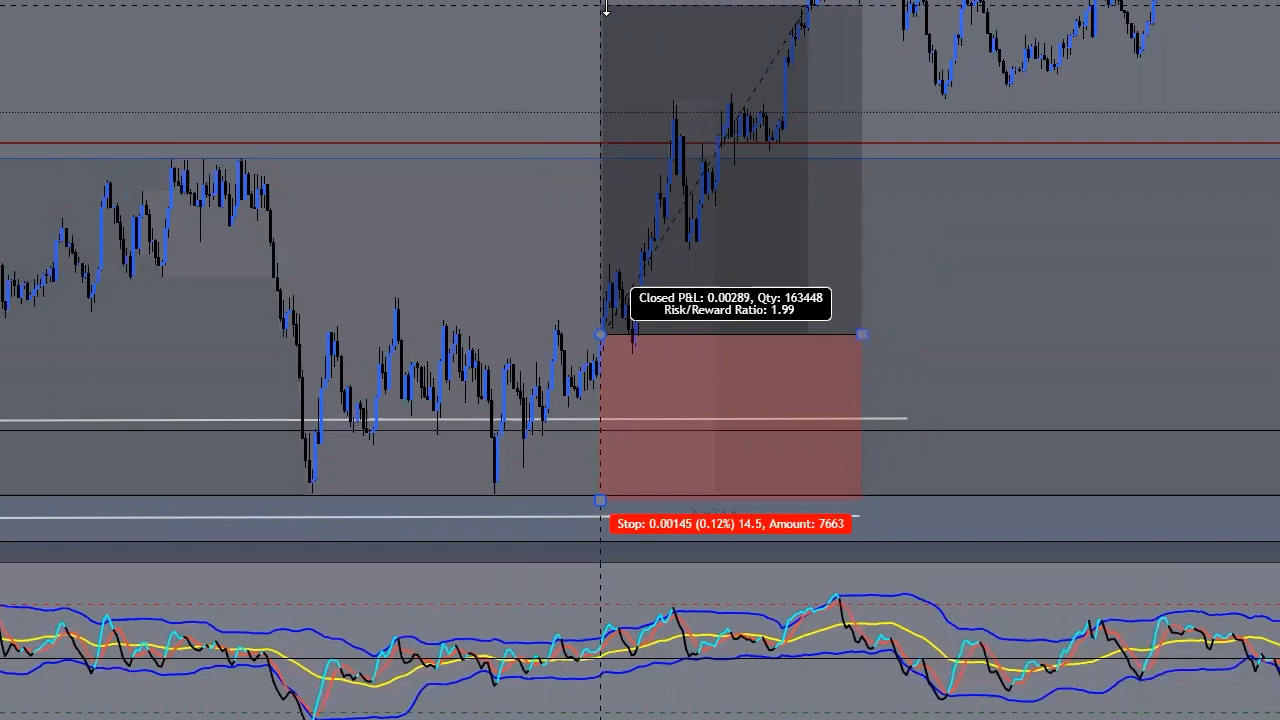 Closed P&L: 0.00289, Qty: 163448
Risk/Reward Ratio: 1.99
Stop: 0.00145 (0.12%) 14.5, Amount: 7663